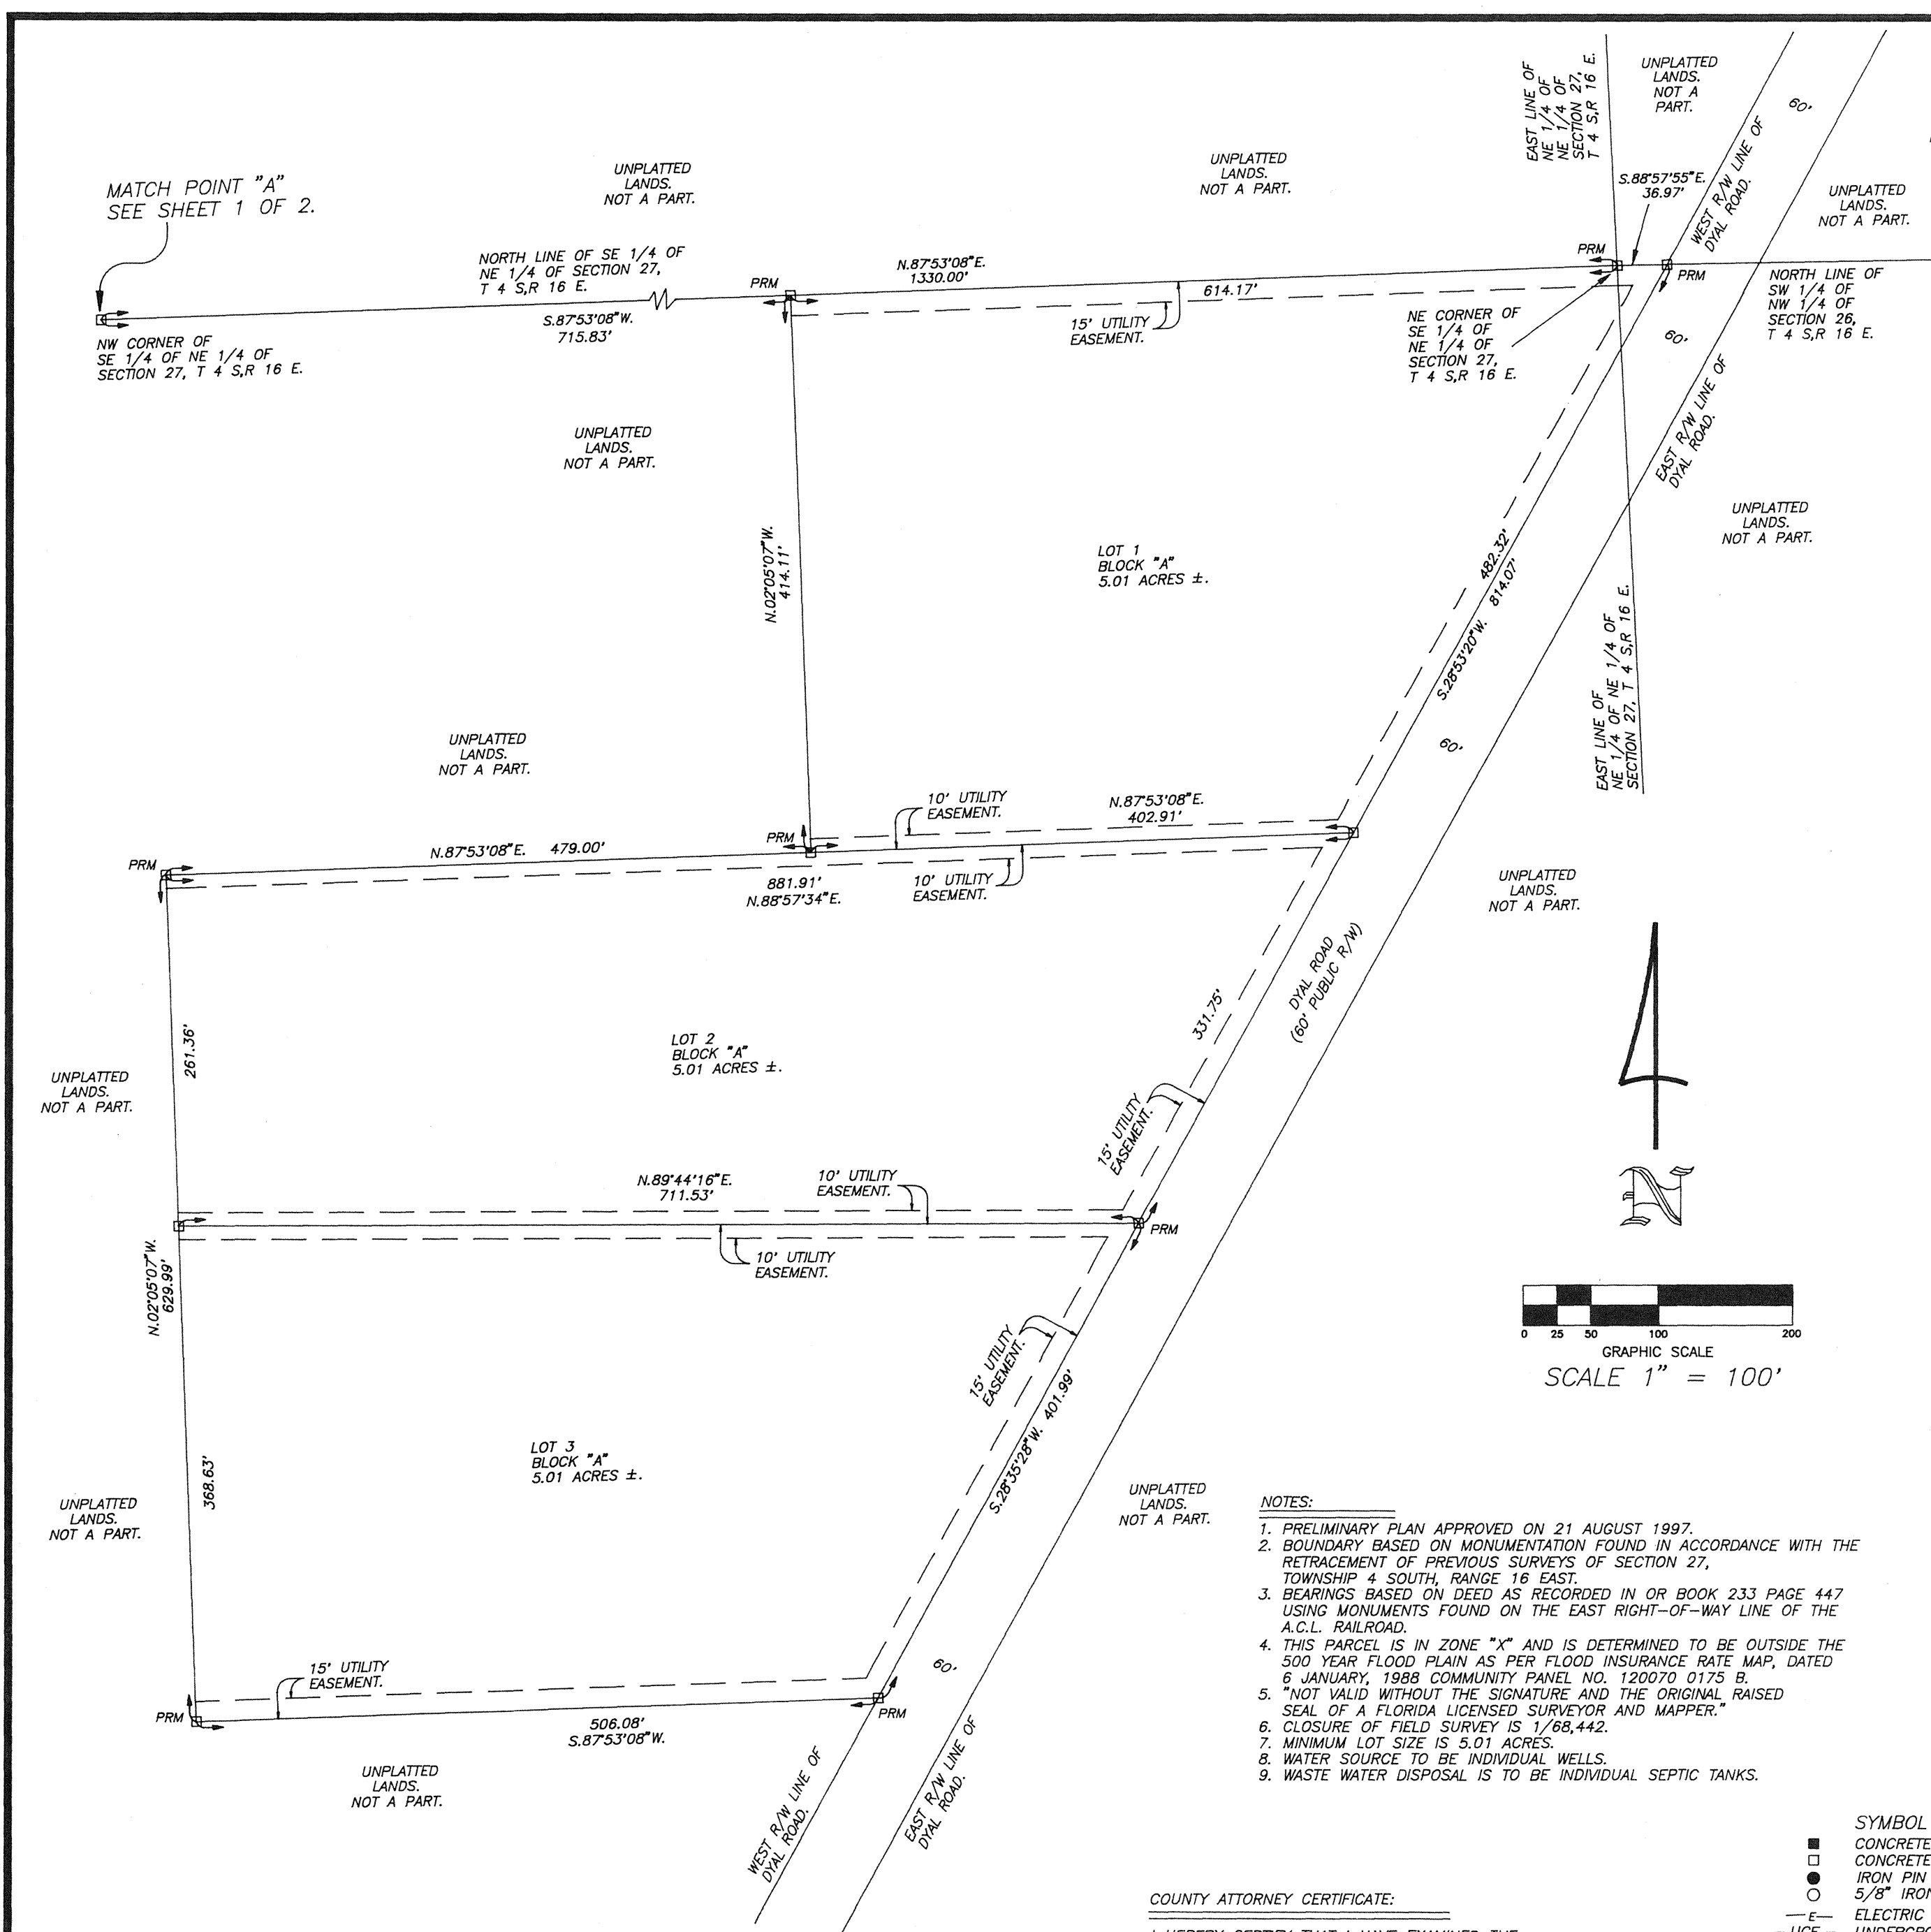 UNPLATTED
LANDS.
NOT A
PART.
EAST LINE OF
NE 1/4 OF
NE 1/4 OF
SECTION 27,
T 4 S,R 16 E.
60'
MATCH POINT "A"
SEE SHEET 1 OF 2.
UNPLATTED
LANDS.
NOT A PART.
UNPLATTED
LANDS.
NOT A PART.
S.88°57'55"E.
36.97'
WEST R/W LINE OF
DYAL ROAD.
UNPLATTED
LANDS.
NOT A PART.
NORTH LINE OF SE 1/4 OF
NE 1/4 OF SECTION 27,
T 4 S,R 16 E.
PRM
N.87°53'08"E.
1330.00'
614.17'
PRM
PRM
NORTH LINE OF
SW 1/4 OF
NW 1/4 OF
SECTION 26,
T 4 S,R 16 E.
S.87°53'08"W.
715.83'
15' UTILITY
EASEMENT.
NE CORNER OF
SE 1/4 OF
NE 1/4 OF
SECTION 27,
T 4 S,R 16 E.
60'
NW CORNER OF
SE 1/4 OF NE 1/4 OF
SECTION 27, T 4 S,R 16 E.
EAST R/W LINE OF
DYAL ROAD.
UNPLATTED
LANDS.
NOT A PART.
UNPLATTED
LANDS.
NOT A PART.
N.02°05'07"W.
414.11'
LOT 1
BLOCK "A"
5.01 ACRES ±.
482.32'
S.28°53'20"W. 814.07'
EAST LINE OF
NE 1/4 OF NE 1/4 OF
SECTION 27, T 4 S,R 16 E.
UNPLATTED
LANDS.
NOT A PART.
60'
10' UTILITY
EASEMENT.
N.87°53'08"E.
402.91'
PRM
N.87°53'08"E. 479.00'
PRM
881.91'
N.88°57'34"E.
10' UTILITY
EASEMENT.
UNPLATTED
LANDS.
NOT A PART.
DYAL ROAD
(60' PUBLIC R/W)
331.75'
261.36'
LOT 2
BLOCK "A"
5.01 ACRES ±.
UNPLATTED
LANDS.
NOT A PART.
15' UTILITY
EASEMENT.
N.89°44'16"E.
711.53'
10' UTILITY
EASEMENT.
PRM
N
10' UTILITY
EASEMENT.
N.02°05'07"W.
629.99'
0 25 50 100 200
GRAPHIC SCALE
SCALE 1" = 100'
15' UTILITY
EASEMENT.
S.28°35'28"W. 401.99'
LOT 3
BLOCK "A"
5.01 ACRES ±.
368.63'
UNPLATTED
LANDS.
NOT A PART.
UNPLATTED
LANDS.
NOT A PART.
NOTES:
1. PRELIMINARY PLAN APPROVED ON 21 AUGUST 1997.
2. BOUNDARY BASED ON MONUMENTATION FOUND IN ACCORDANCE WITH THE
RETRACEMENT OF PREVIOUS SURVEYS OF SECTION 27,
TOWNSHIP 4 SOUTH, RANGE 16 EAST.
3. BEARINGS BASED ON DEED AS RECORDED IN OR BOOK 233 PAGE 447
USING MONUMENTS FOUND ON THE EAST RIGHT-OF-WAY LINE OF THE
A.C.L. RAILROAD.
4. THIS PARCEL IS IN ZONE "X" AND IS DETERMINED TO BE OUTSIDE THE
500 YEAR FLOOD PLAIN AS PER FLOOD INSURANCE RATE MAP, DATED
6 JANUARY, 1988 COMMUNITY PANEL NO. 120070 0175 B.
5. "NOT VALID WITHOUT THE SIGNATURE AND THE ORIGINAL RAISED
SEAL OF A FLORIDA LICENSED SURVEYOR AND MAPPER."
6. CLOSURE OF FIELD SURVEY IS 1/68,442.
7. MINIMUM LOT SIZE IS 5.01 ACRES.
8. WATER SOURCE TO BE INDIVIDUAL WELLS.
9. WASTE WATER DISPOSAL IS TO BE INDIVIDUAL SEPTIC TANKS.
15' UTILITY
EASEMENT.
60'
PRM
PRM
506.08'
S.87°53'08"W.
UNPLATTED
LANDS.
NOT A PART.
WEST R/W LINE OF
DYAL ROAD.
EAST R/W LINE OF
DYAL ROAD.
SYMBOL
CONCRETE
CONCRETE
IRON PIN
5/8" IRON
E ELECTRIC
COUNTY ATTORNEY CERTIFICATE: